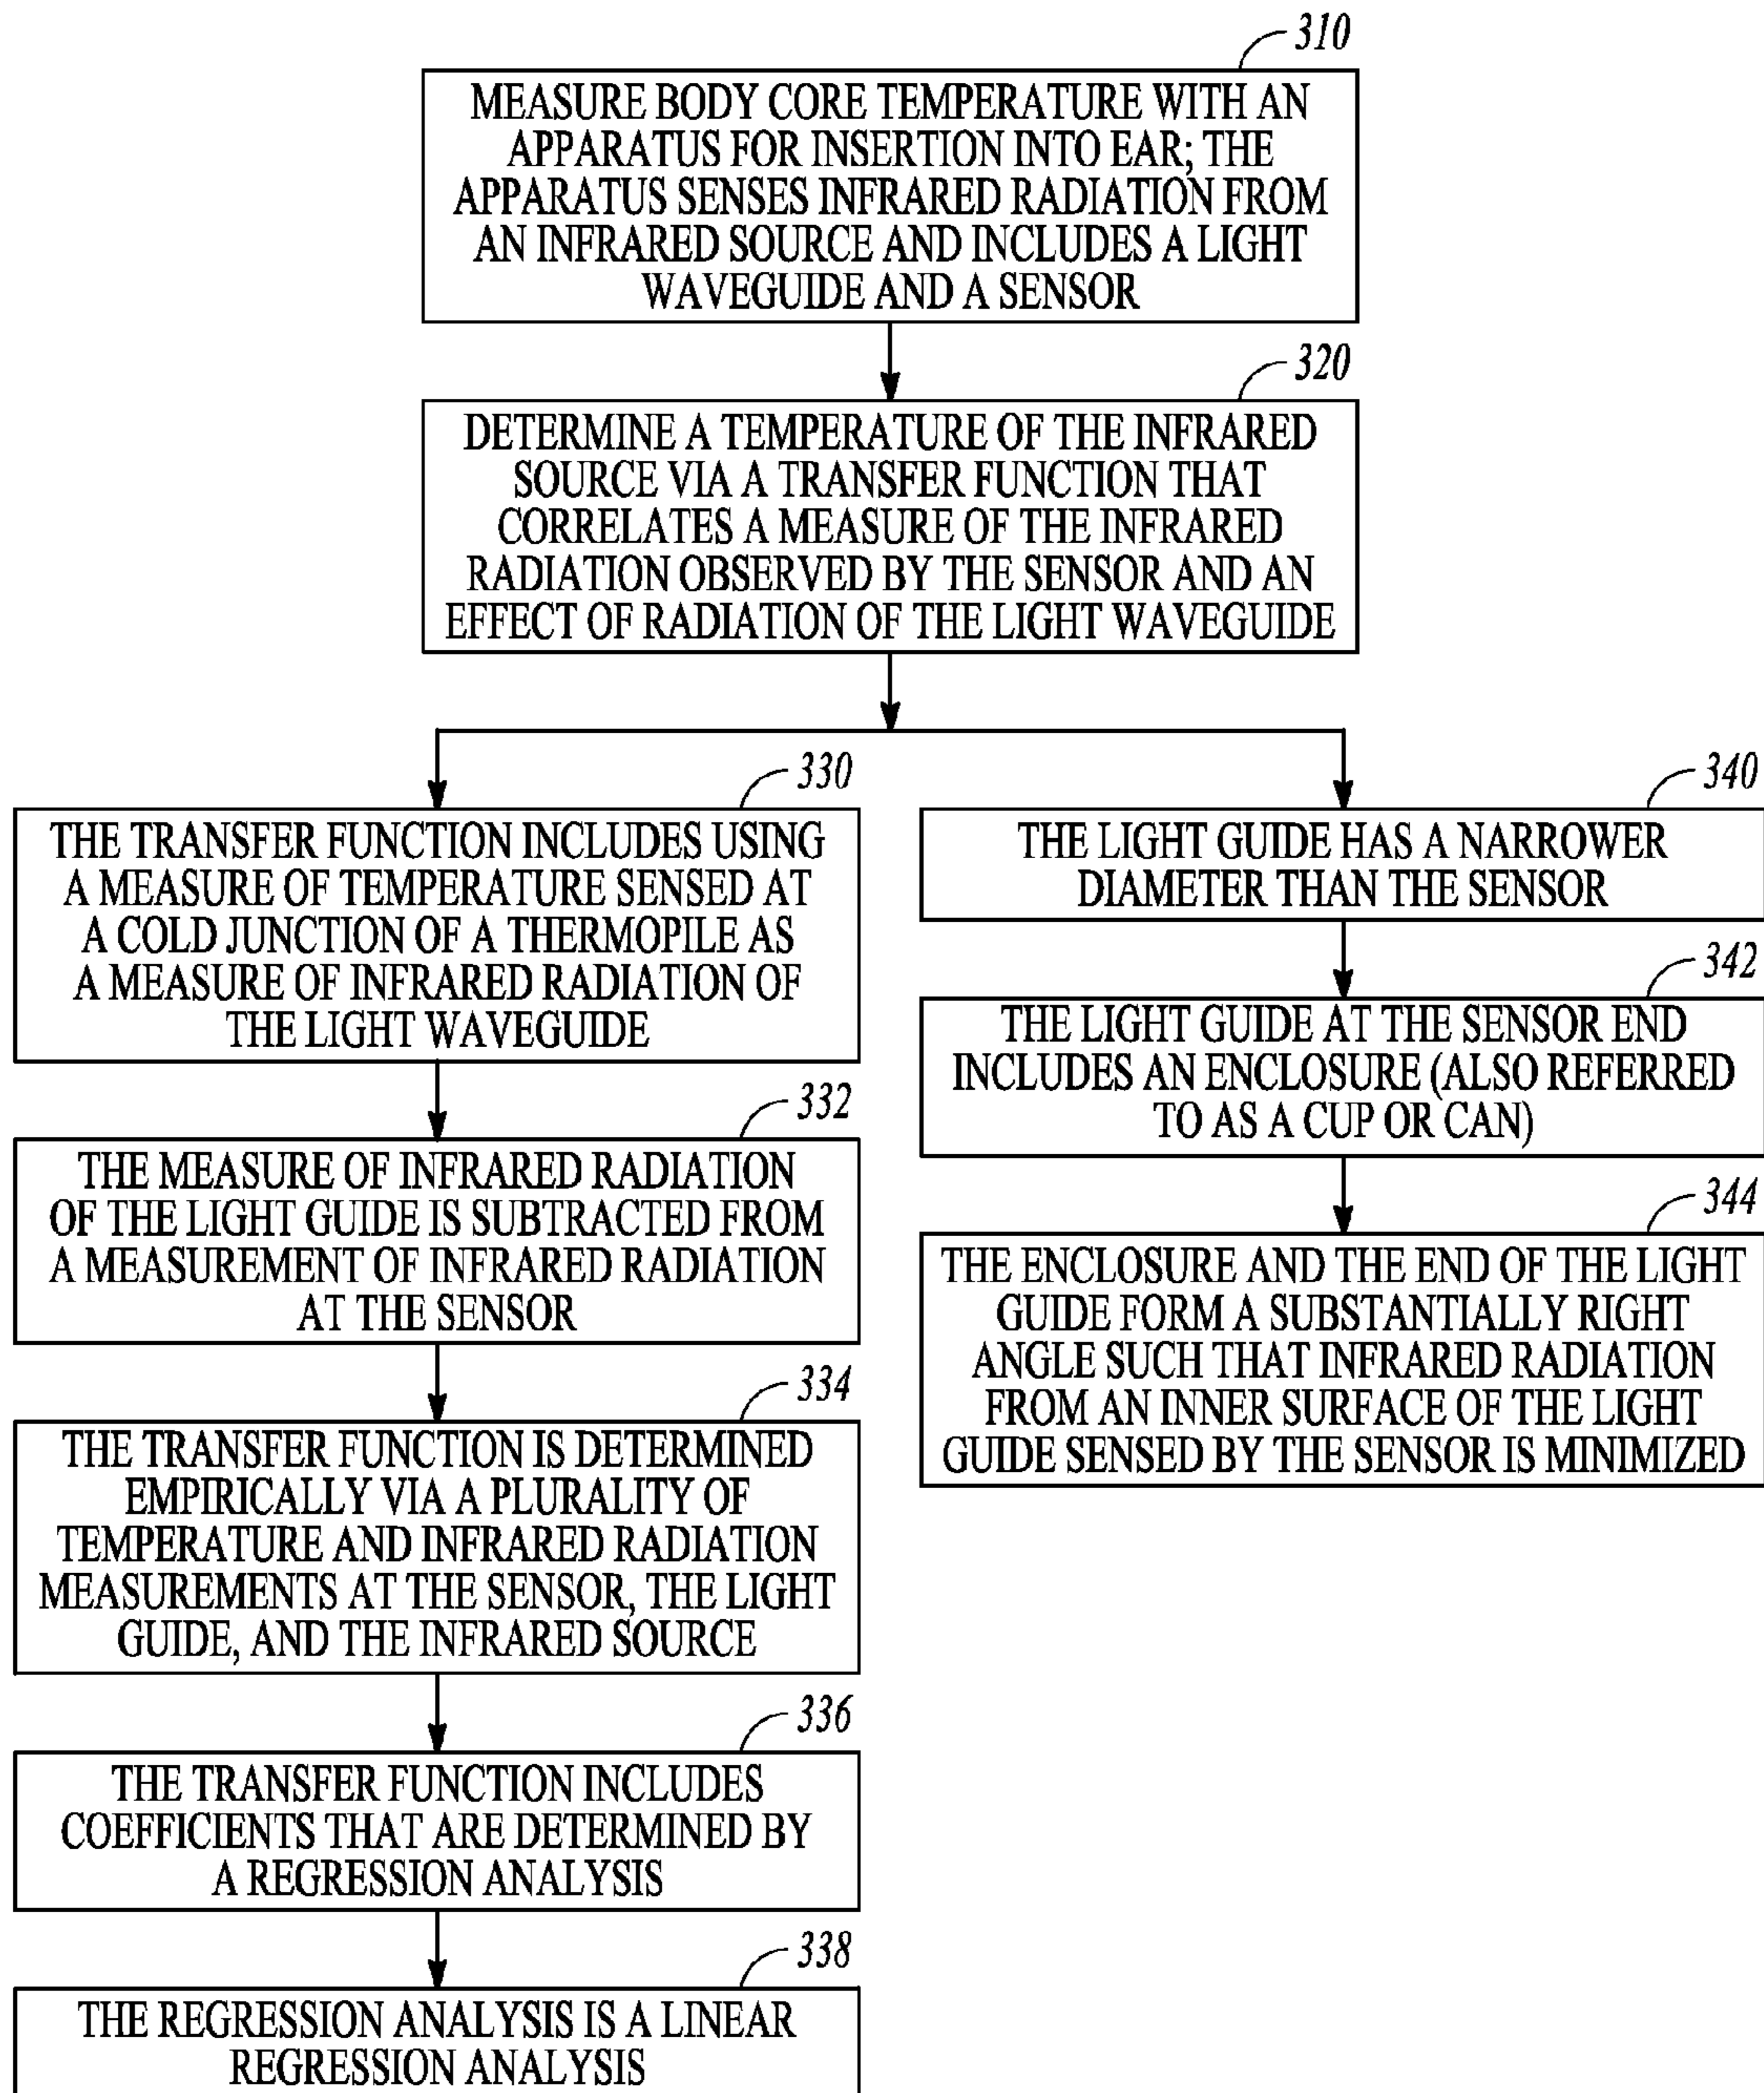 310
MEASURE BODY CORE TEMPERATURE WITH AN
APPARATUS FOR INSERTION INTO EAR; THE
APPARATUS SENSES INFRARED RADIATION FROM
AN INFRARED SOURCE AND INCLUDES A LIGHT
WAVEGUIDE AND A SENSOR
320
DETERMINE A TEMPERATURE OF THE INFRARED
SOURCE VIA A TRANSFER FUNCTION THAT
CORRELATES A MEASURE OF THE INFRARED
RADIATION OBSERVED BY THE SENSOR AND AN
EFFECT OF RADIATION OF THE LIGHT WAVEGUIDE
330
THE TRANSFER FUNCTION INCLUDES USING
A MEASURE OF TEMPERATURE SENSED AT
A COLD JUNCTION OF A THERMOPILE AS
A MEASURE OF INFRARED RADIATION OF
THE LIGHT WAVEGUIDE
332
THE MEASURE OF INFRARED RADIATION
OF THE LIGHT GUIDE IS SUBTRACTED FROM
A MEASUREMENT OF INFRARED RADIATION
AT THE SENSOR
334
THE TRANSFER FUNCTION IS DETERMINED
EMPIRICALLY VIA A PLURALITY OF
TEMPERATURE AND INFRARED RADIATION
MEASUREMENTS AT THE SENSOR, THE LIGHT
GUIDE, AND THE INFRARED SOURCE
336
THE TRANSFER FUNCTION INCLUDES
COEFFICIENTS THAT ARE DETERMINED BY
A REGRESSION ANALYSIS
338
THE REGRESSION ANALYSIS IS A LINEAR
REGRESSION ANALYSIS
340
THE LIGHT GUIDE HAS A NARROWER
DIAMETER THAN THE SENSOR
342
THE LIGHT GUIDE AT THE SENSOR END
INCLUDES AN ENCLOSURE (ALSO REFERRED
TO AS A CUP OR CAN)
344
THE ENCLOSURE AND THE END OF THE LIGHT
GUIDE FORM A SUBSTANTIALLY RIGHT
ANGLE SUCH THAT INFRARED RADIATION
FROM AN INNER SURFACE OF THE LIGHT
GUIDE SENSED BY THE SENSOR IS MINIMIZED